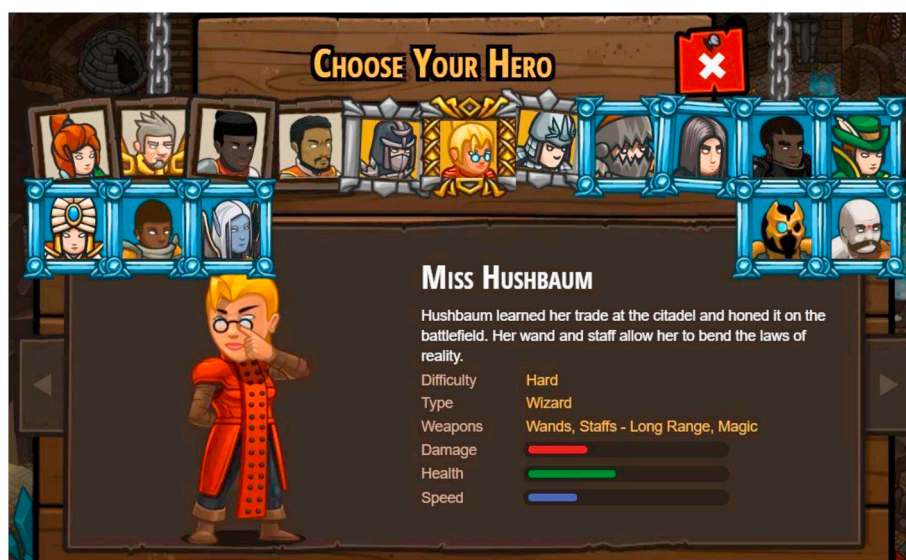 Choose Your Hero
Miss Hushbaum
Hushbaum learned her trade at the citadel and honed it on the
battlefield. Her wand and staff allow her to bend the laws of
reality.
Difficulty Hard
Type Wizard
Weapons Wands, Staffs - Long Range, Magic
Damage
Health
Speed